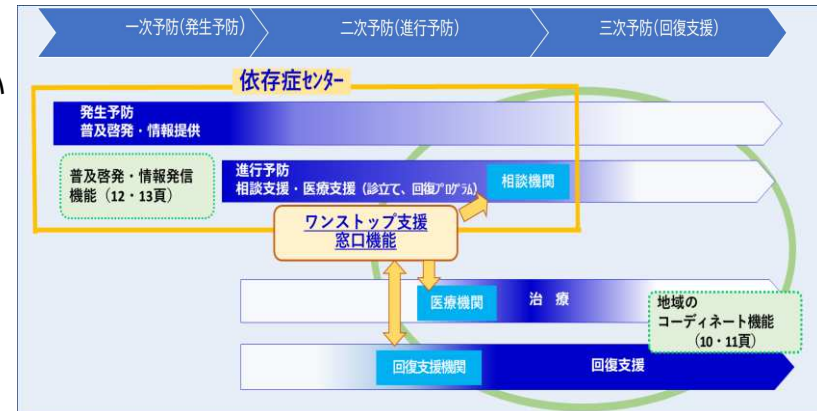 一次予防(発生予防)
二次予防(進行予防)
三次予防(回復支援)
依存症ｾﾝﾀｰ
発生予防
普及啓発・情報提供
普及啓発・情報発信
機能（12・13頁）
進行予防
相談支援・医療支援（診立て、回復ﾌﾟﾛｸﾞﾗﾑ）
相談機関
ワンストップ支援
窓口機能
医療機関
治 療
地域の
コーディネート機能
（10・11頁）
回復支援機関
回復支援